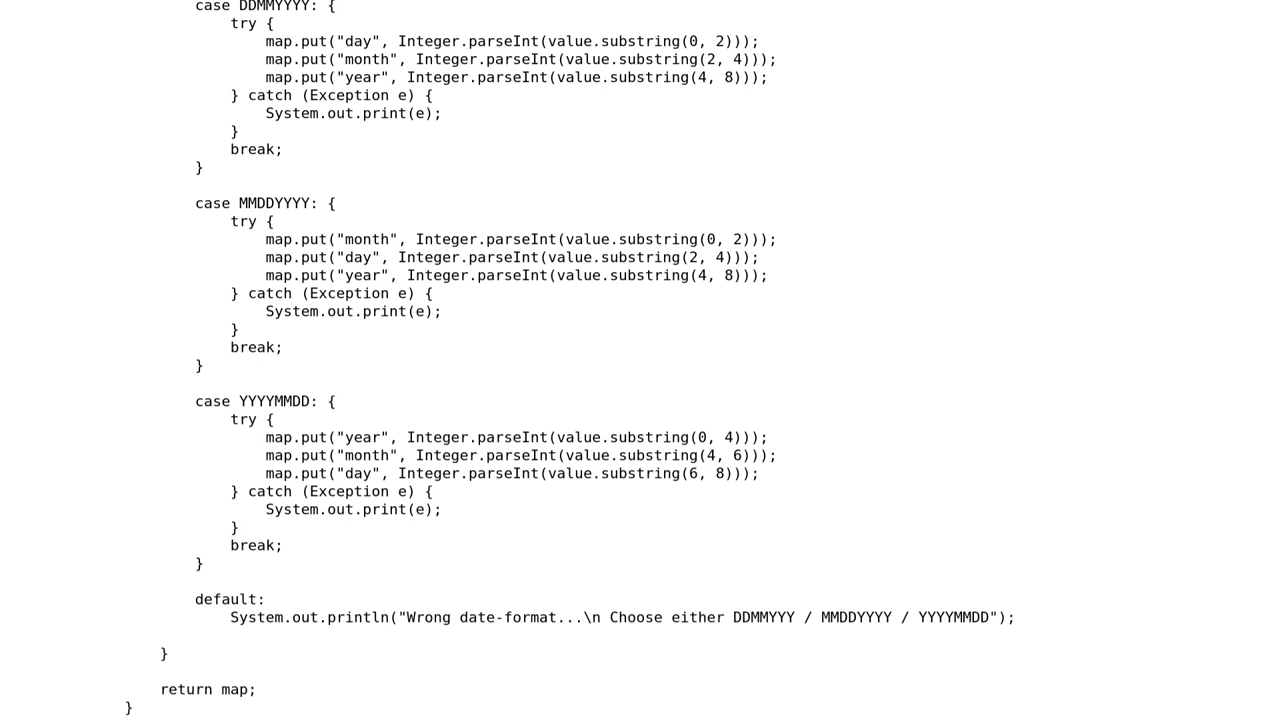 case DDMMYYYY: {
try {
map.put("day", Integer.parseInt(value.substring(0, 2)));
map.put("month", Integer.parseInt(value.substring(2, 4)));
map.put("year", Integer.parseInt(value.substring(4, 8)));
} catch (Exception e) {
System.out.print(e);
}
break;
}
case MMDDYYYY: {
try {
map.put("month", Integer.parseInt(value.substring(0, 2)));
map.put("day", Integer.parseInt(value.substring(2, 4)));
map.put("year", Integer.parseInt(value.substring(4, 8)));
} catch (Exception e) {
System.out.print(e);
}
break;
}
case YYYYMMDD: {
try {
map.put("year", Integer.parseInt(value.substring(0, 4)));
map.put("month", Integer.parseInt(value.substring(4, 6)));
map.put("day", Integer.parseInt(value.substring(6, 8)));
} catch (Exception e) {
System.out.print(e);
}
break;
}
default:
System.out.println("Wrong date-format...\n Choose either DDMMYYY / MMDDYYYY / YYYYMMDD");
}
return map;
}